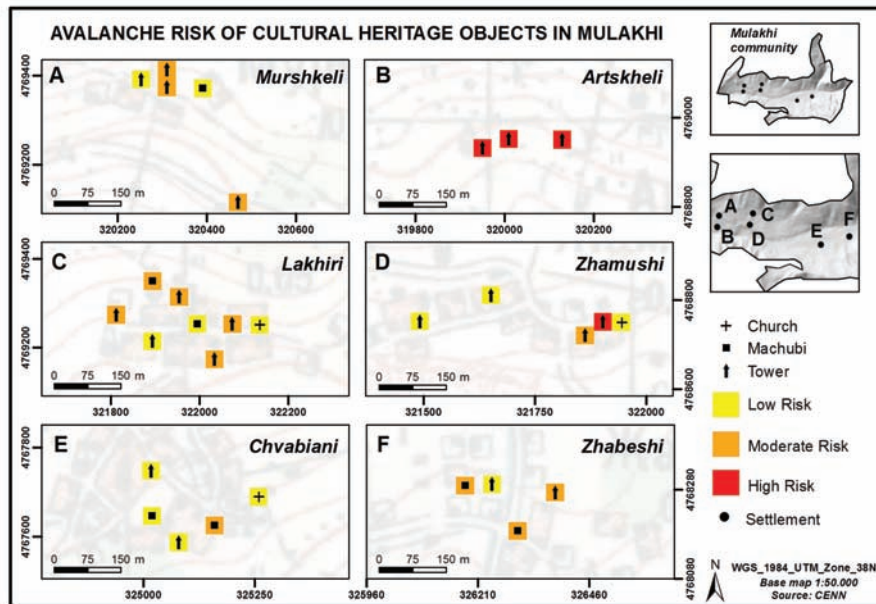 AVALANCHE RISK OF CULTURAL HERITAGE OBJECTS IN MULAKHI
A
Murshkeli
4769400
4769200
0 75 150 m
320200 320400 320600
B
Artskheli
4769000
4768800
0 75 150 m
319800 320000 320200
C
Lakhiri
4769400
4769200
0 75 150 m
321800 322000 322200
D
Zhamushi
4768800
4768600
0 75 150 m
321500 321750 322000
E
Chvabiani
4767800
4767600
0 75 150 m
325000 325250
F
Zhabeshi
4768280
4768080
0 75 150 m
325960 326210 326460
Mulakhi
community
A
B
C
D
E
F
Church
Machubi
Tower
Low Risk
Moderate Risk
High Risk
Settlement
N
WGS_1984_UTM_Zone_38N
Base map 1:50.000
Source: CENN